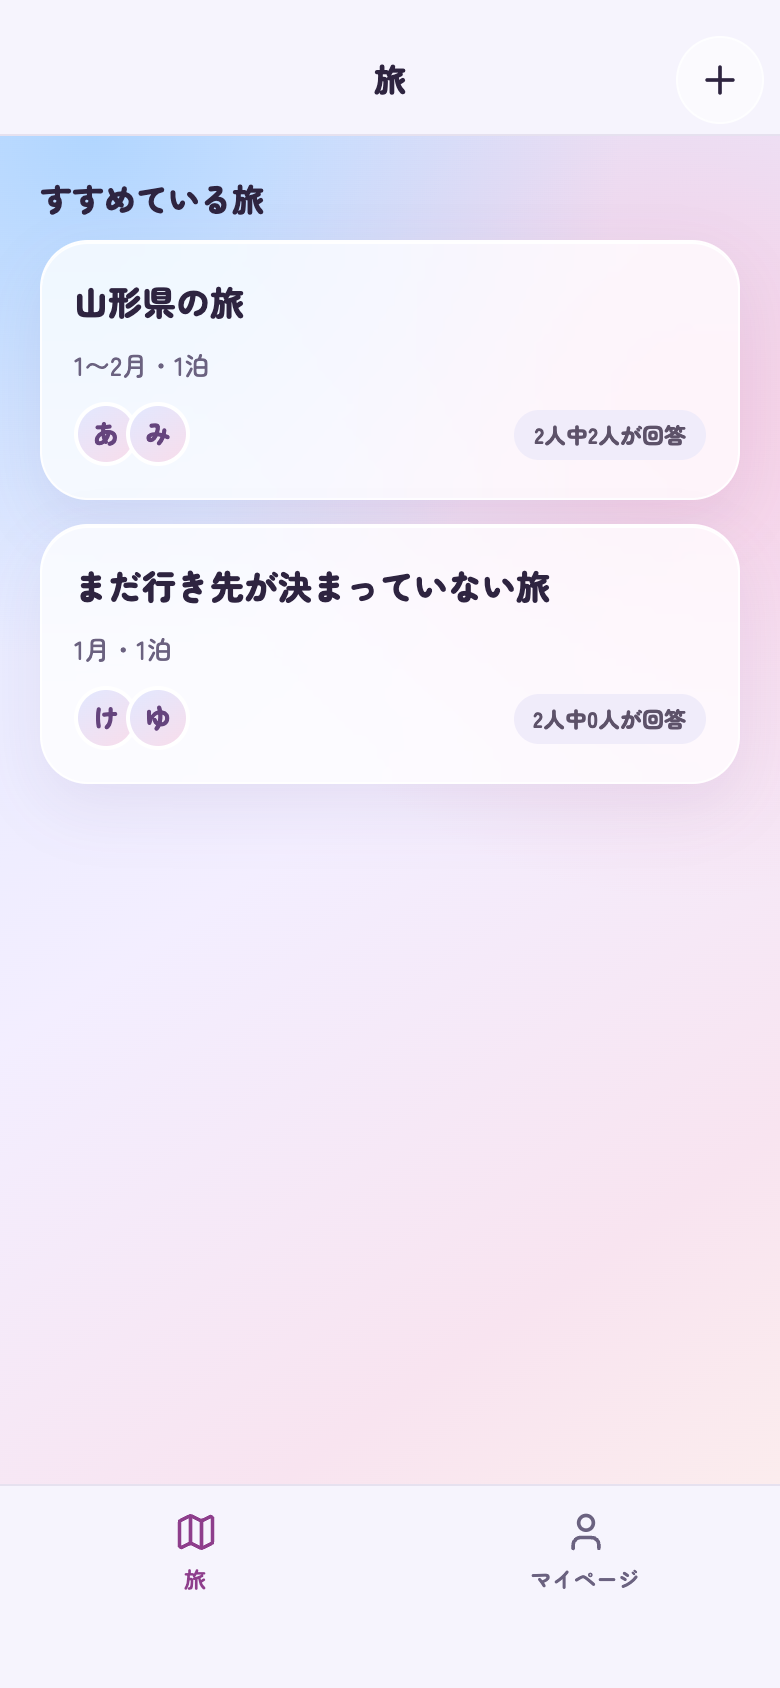 旅
すすめている旅
山形県の旅
1〜2月・1泊
あ み
2人中2人が回答
まだ行き先が決まっていない旅
1月・1泊
け ゆ
2人中0人が回答
旅
マイページ